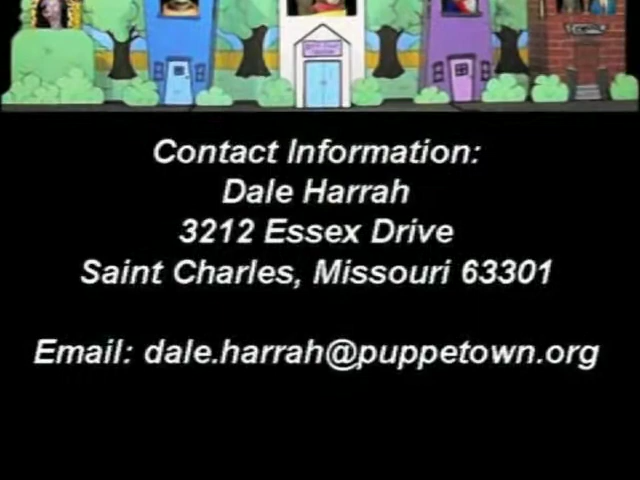 Contact Information:
Dale Harrah
3212 Essex Drive
Saint Charles, Missouri 63301
Email: dale.harrah@puppetown.org